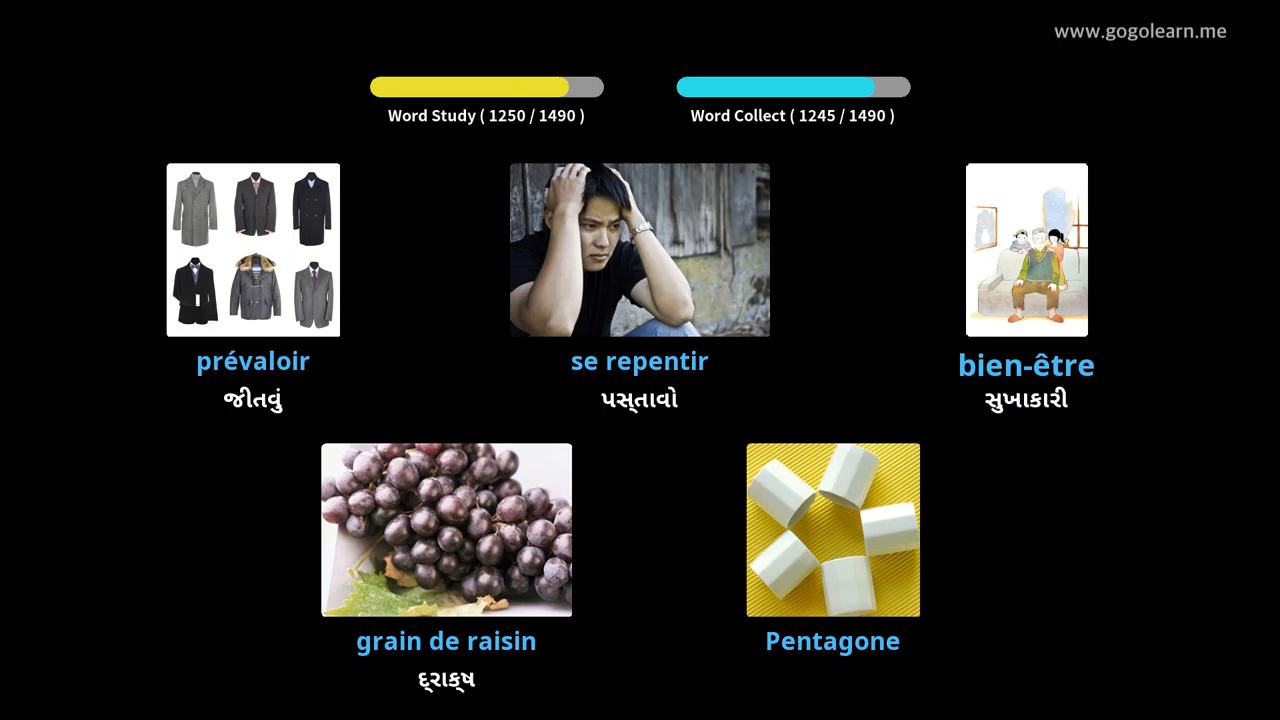 www.gogolearn.me
Word Study ( 1250 / 1490 )
Word Collect ( 1245 / 1490 )
prévaloir
જીતવું
se repentir
પસ્તાવો
bien-être
સુખાકારી
grain de raisin
દ્રાક્ષ
Pentagone